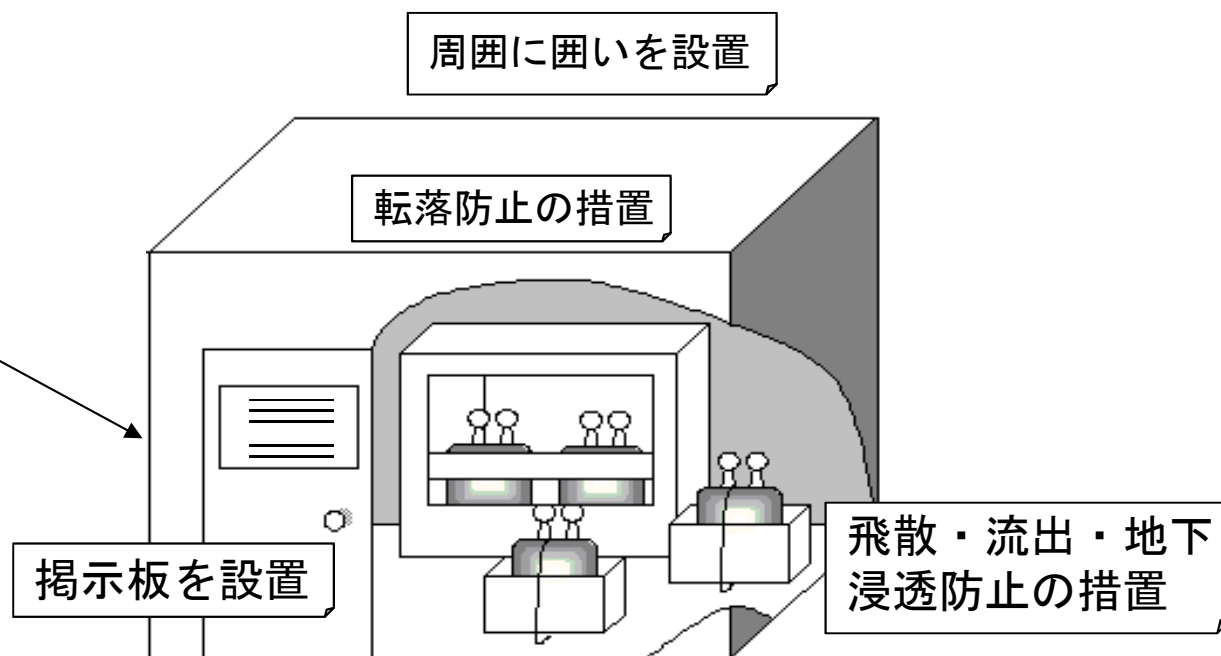 周囲に囲いを設置
転落防止の措置
掲示板を設置
飛散・流出・地下
浸透防止の措置